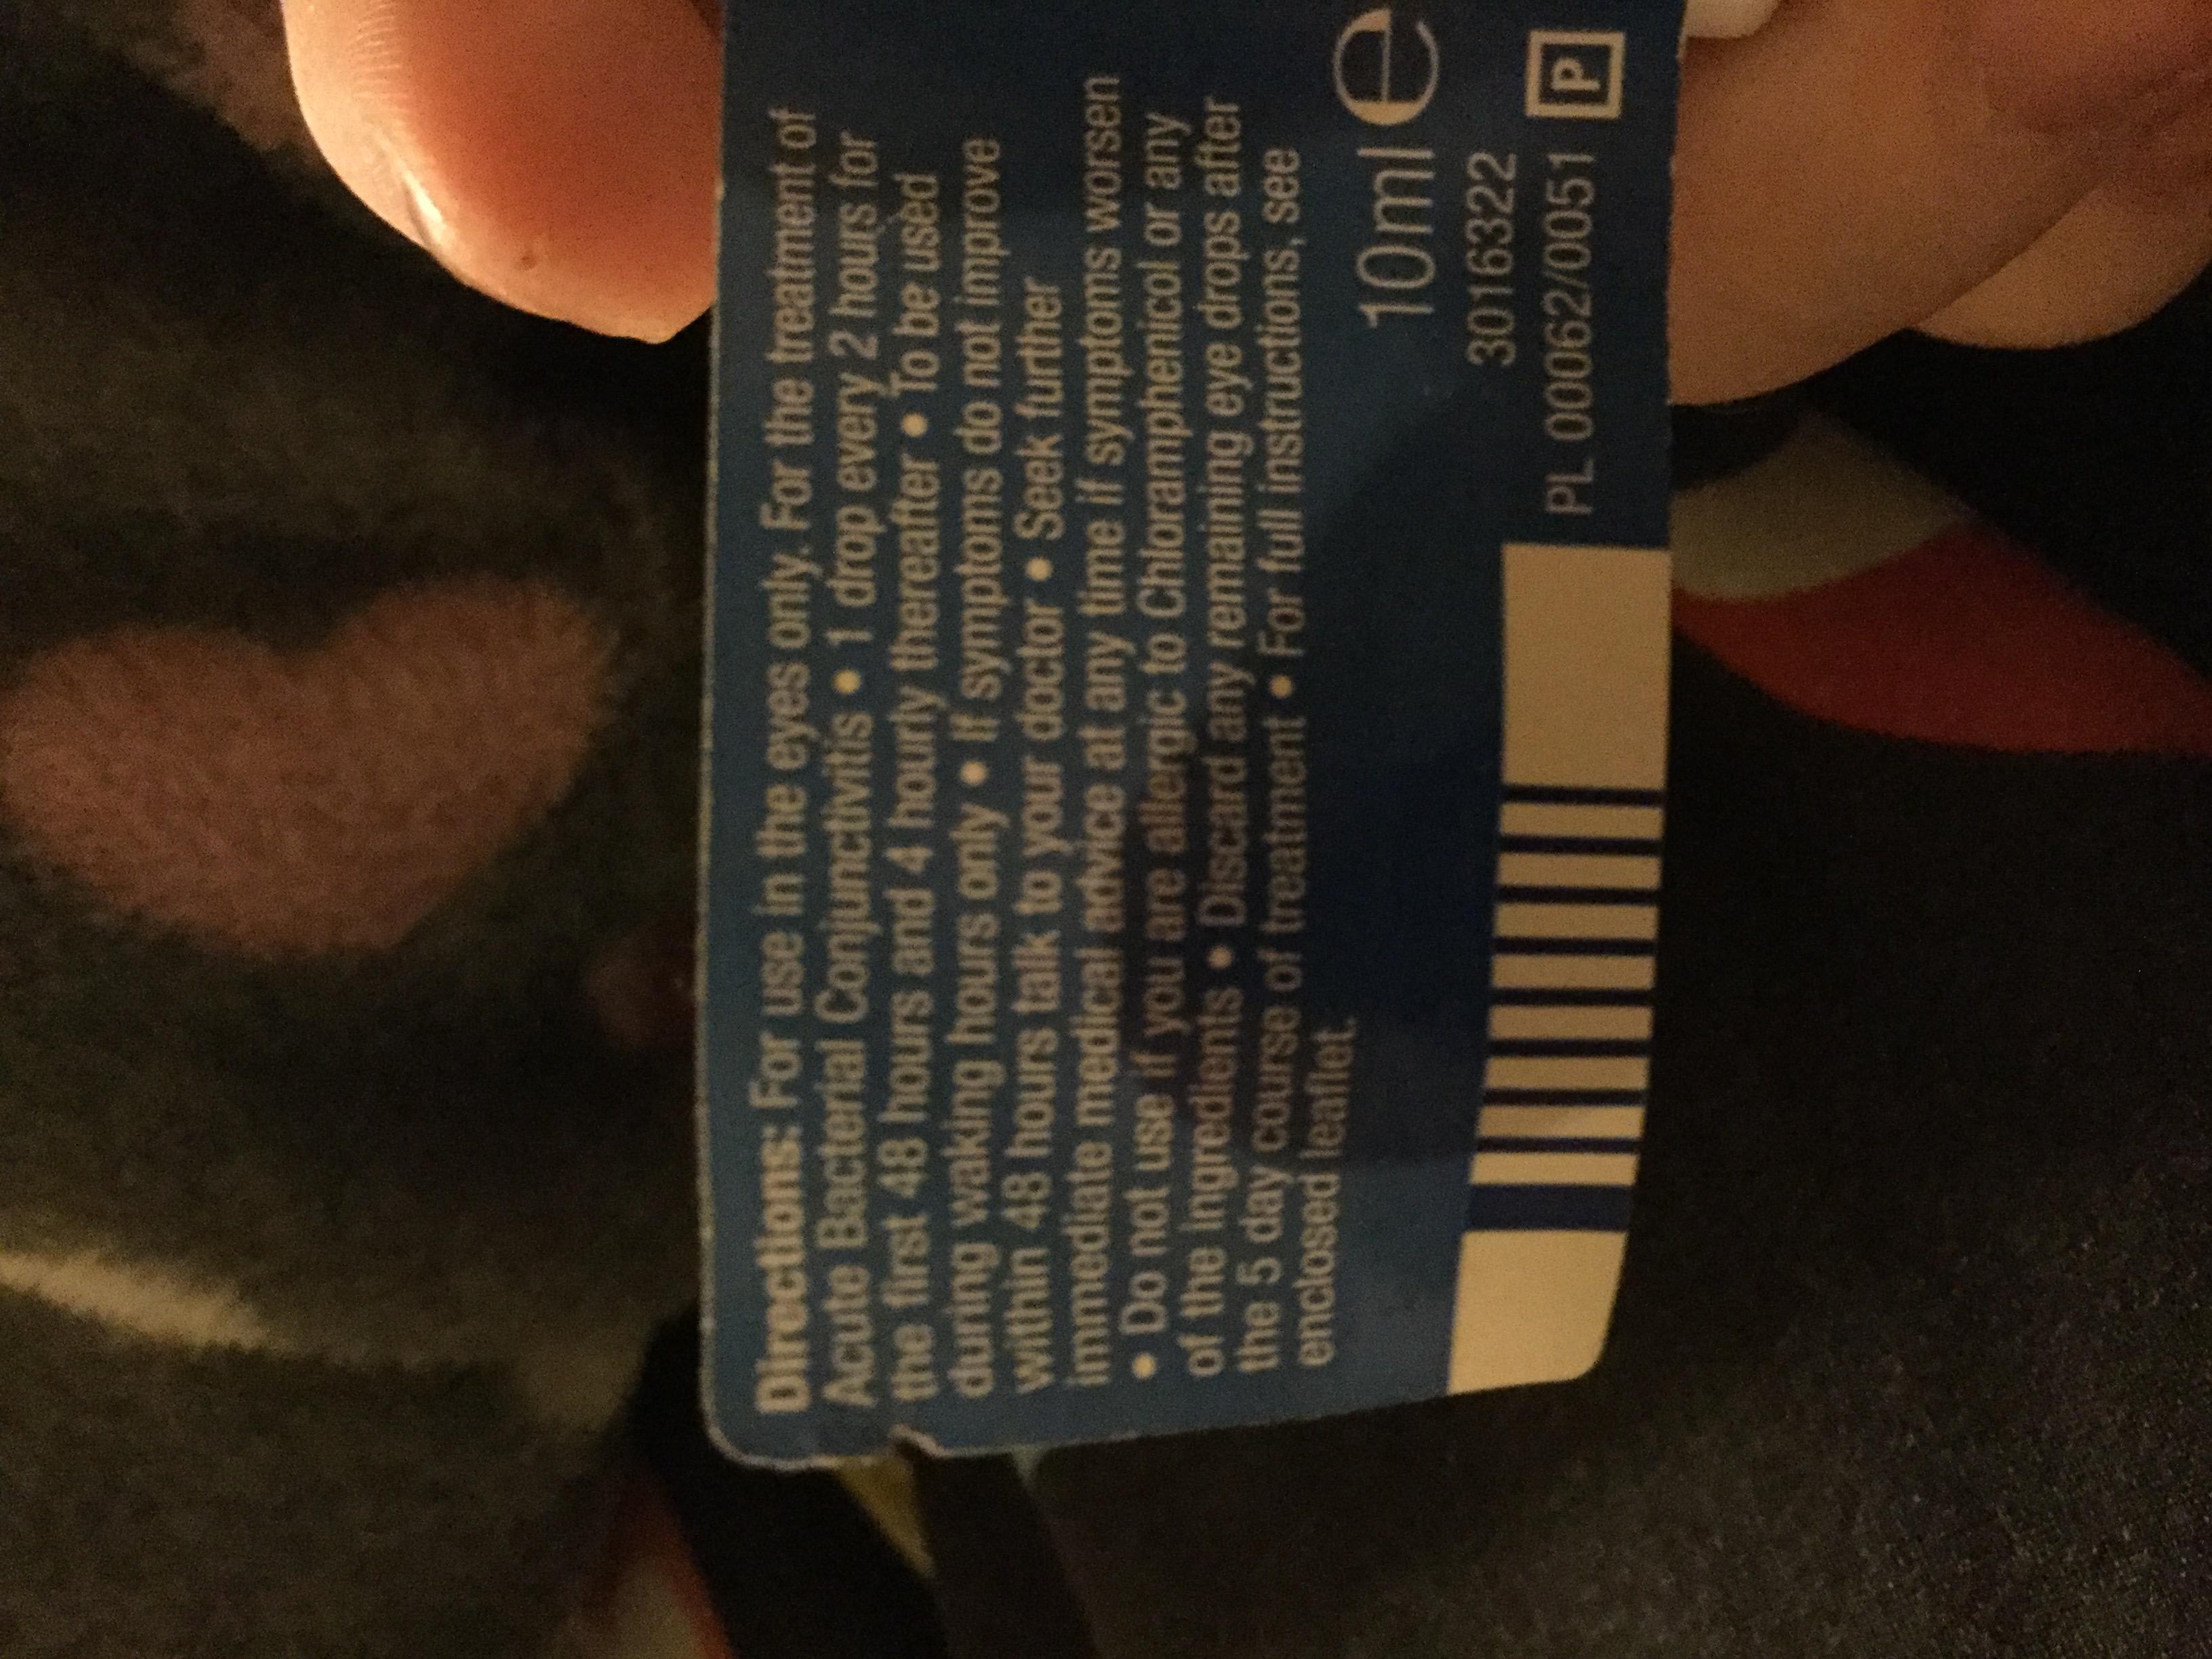 Directions: For use in the eyes only. For the treatment of
Acute Bacterial Conjunctivitis • 1 drop every 2 hours for
the first 48 hours and 4 hourly thereafter • To be used
during waking hours only • If symptoms do not improve
within 48 hours talk to your doctor • Seek further
immediate medical advice at any time if symptoms worsen
• Do not use if you are allergic to Chloramphenicol or any
of the ingredients • Discard any remaining eye drops after
the 5 day course of treatment • For full instructions, see
enclosed leaflet.
10ml e
3016322
PL 00062/0051 P